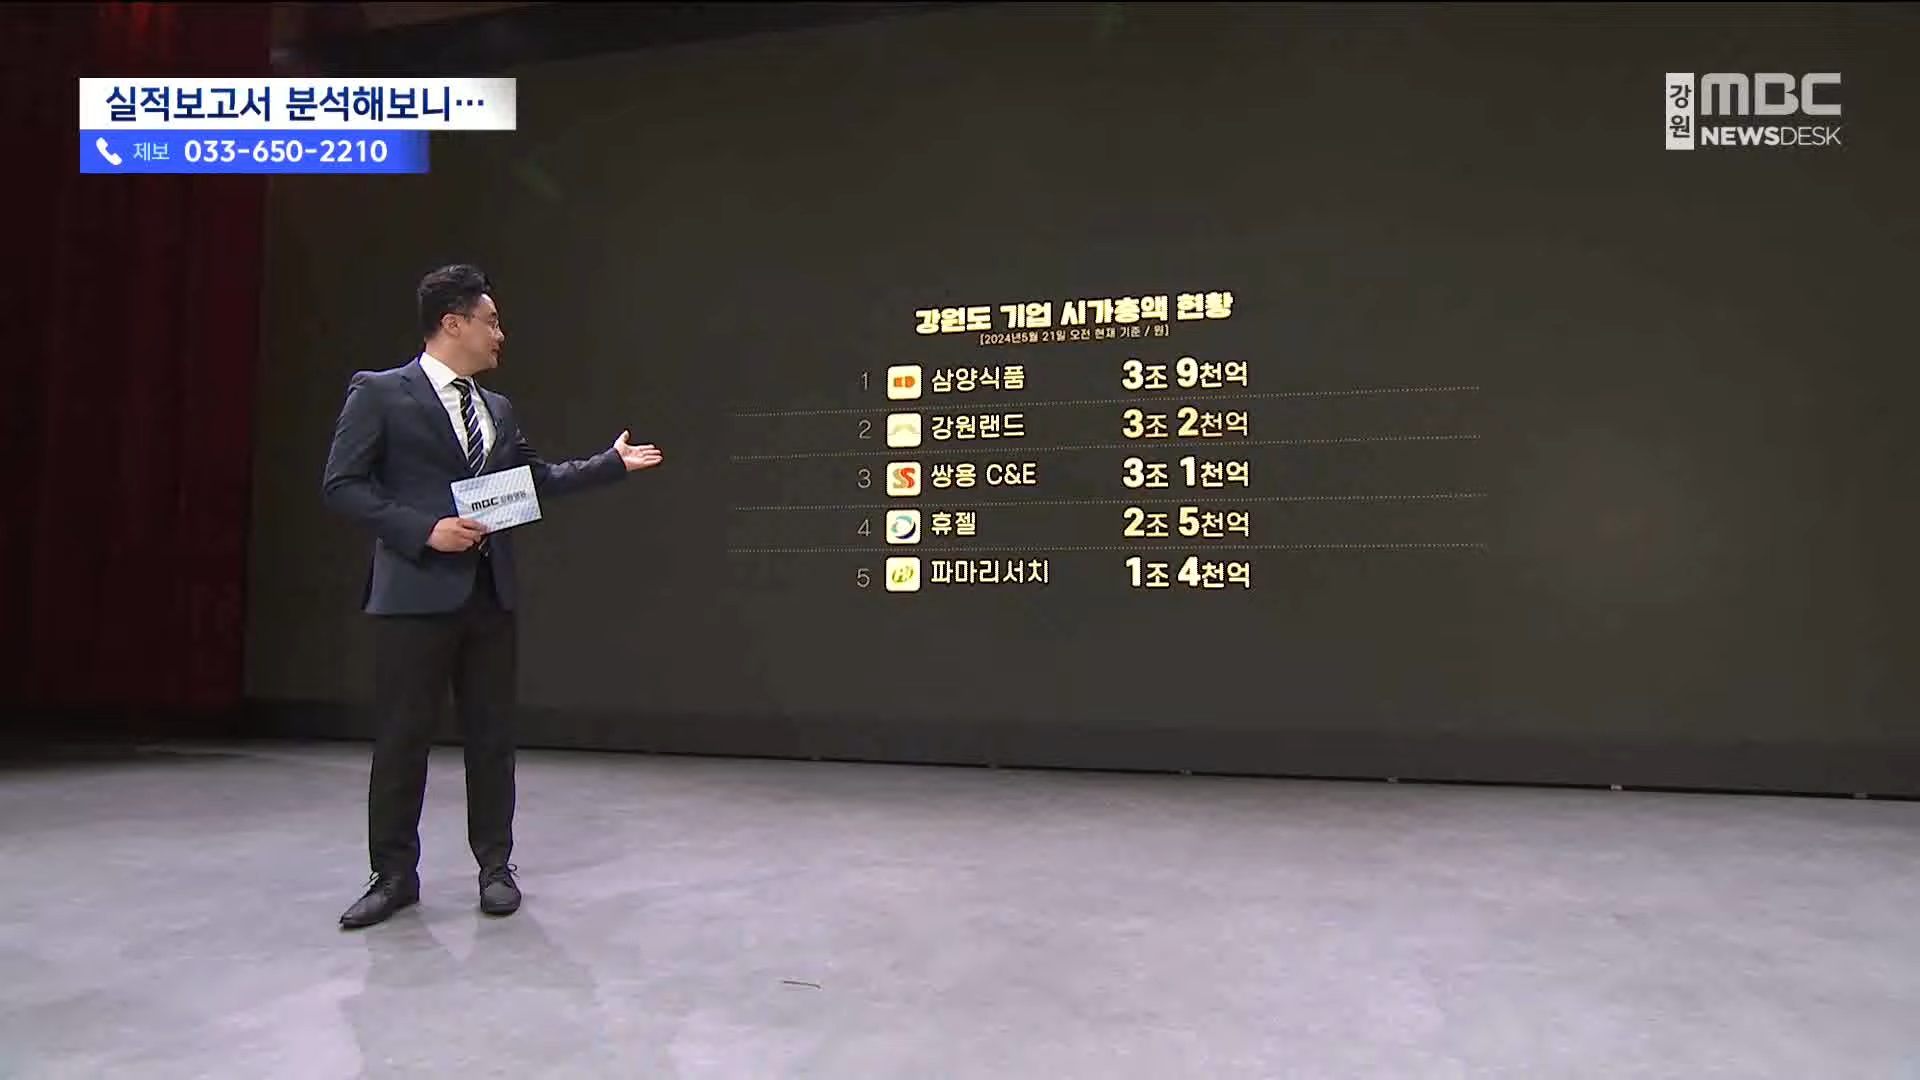 실적보고서 분석해보니…
제보 033-650-2210
강원 MBC
NEWSDESK
강원도 기업 시가총액 현황
[2024년5월 21일 오전 현재 기준 / 원]
1 삼양식품 3조 9천억
2 강원랜드 3조 2천억
3 쌍용 C&E 3조 1천억
4 휴젤 2조 5천억
5 파마리서치 1조 4천억
MBC